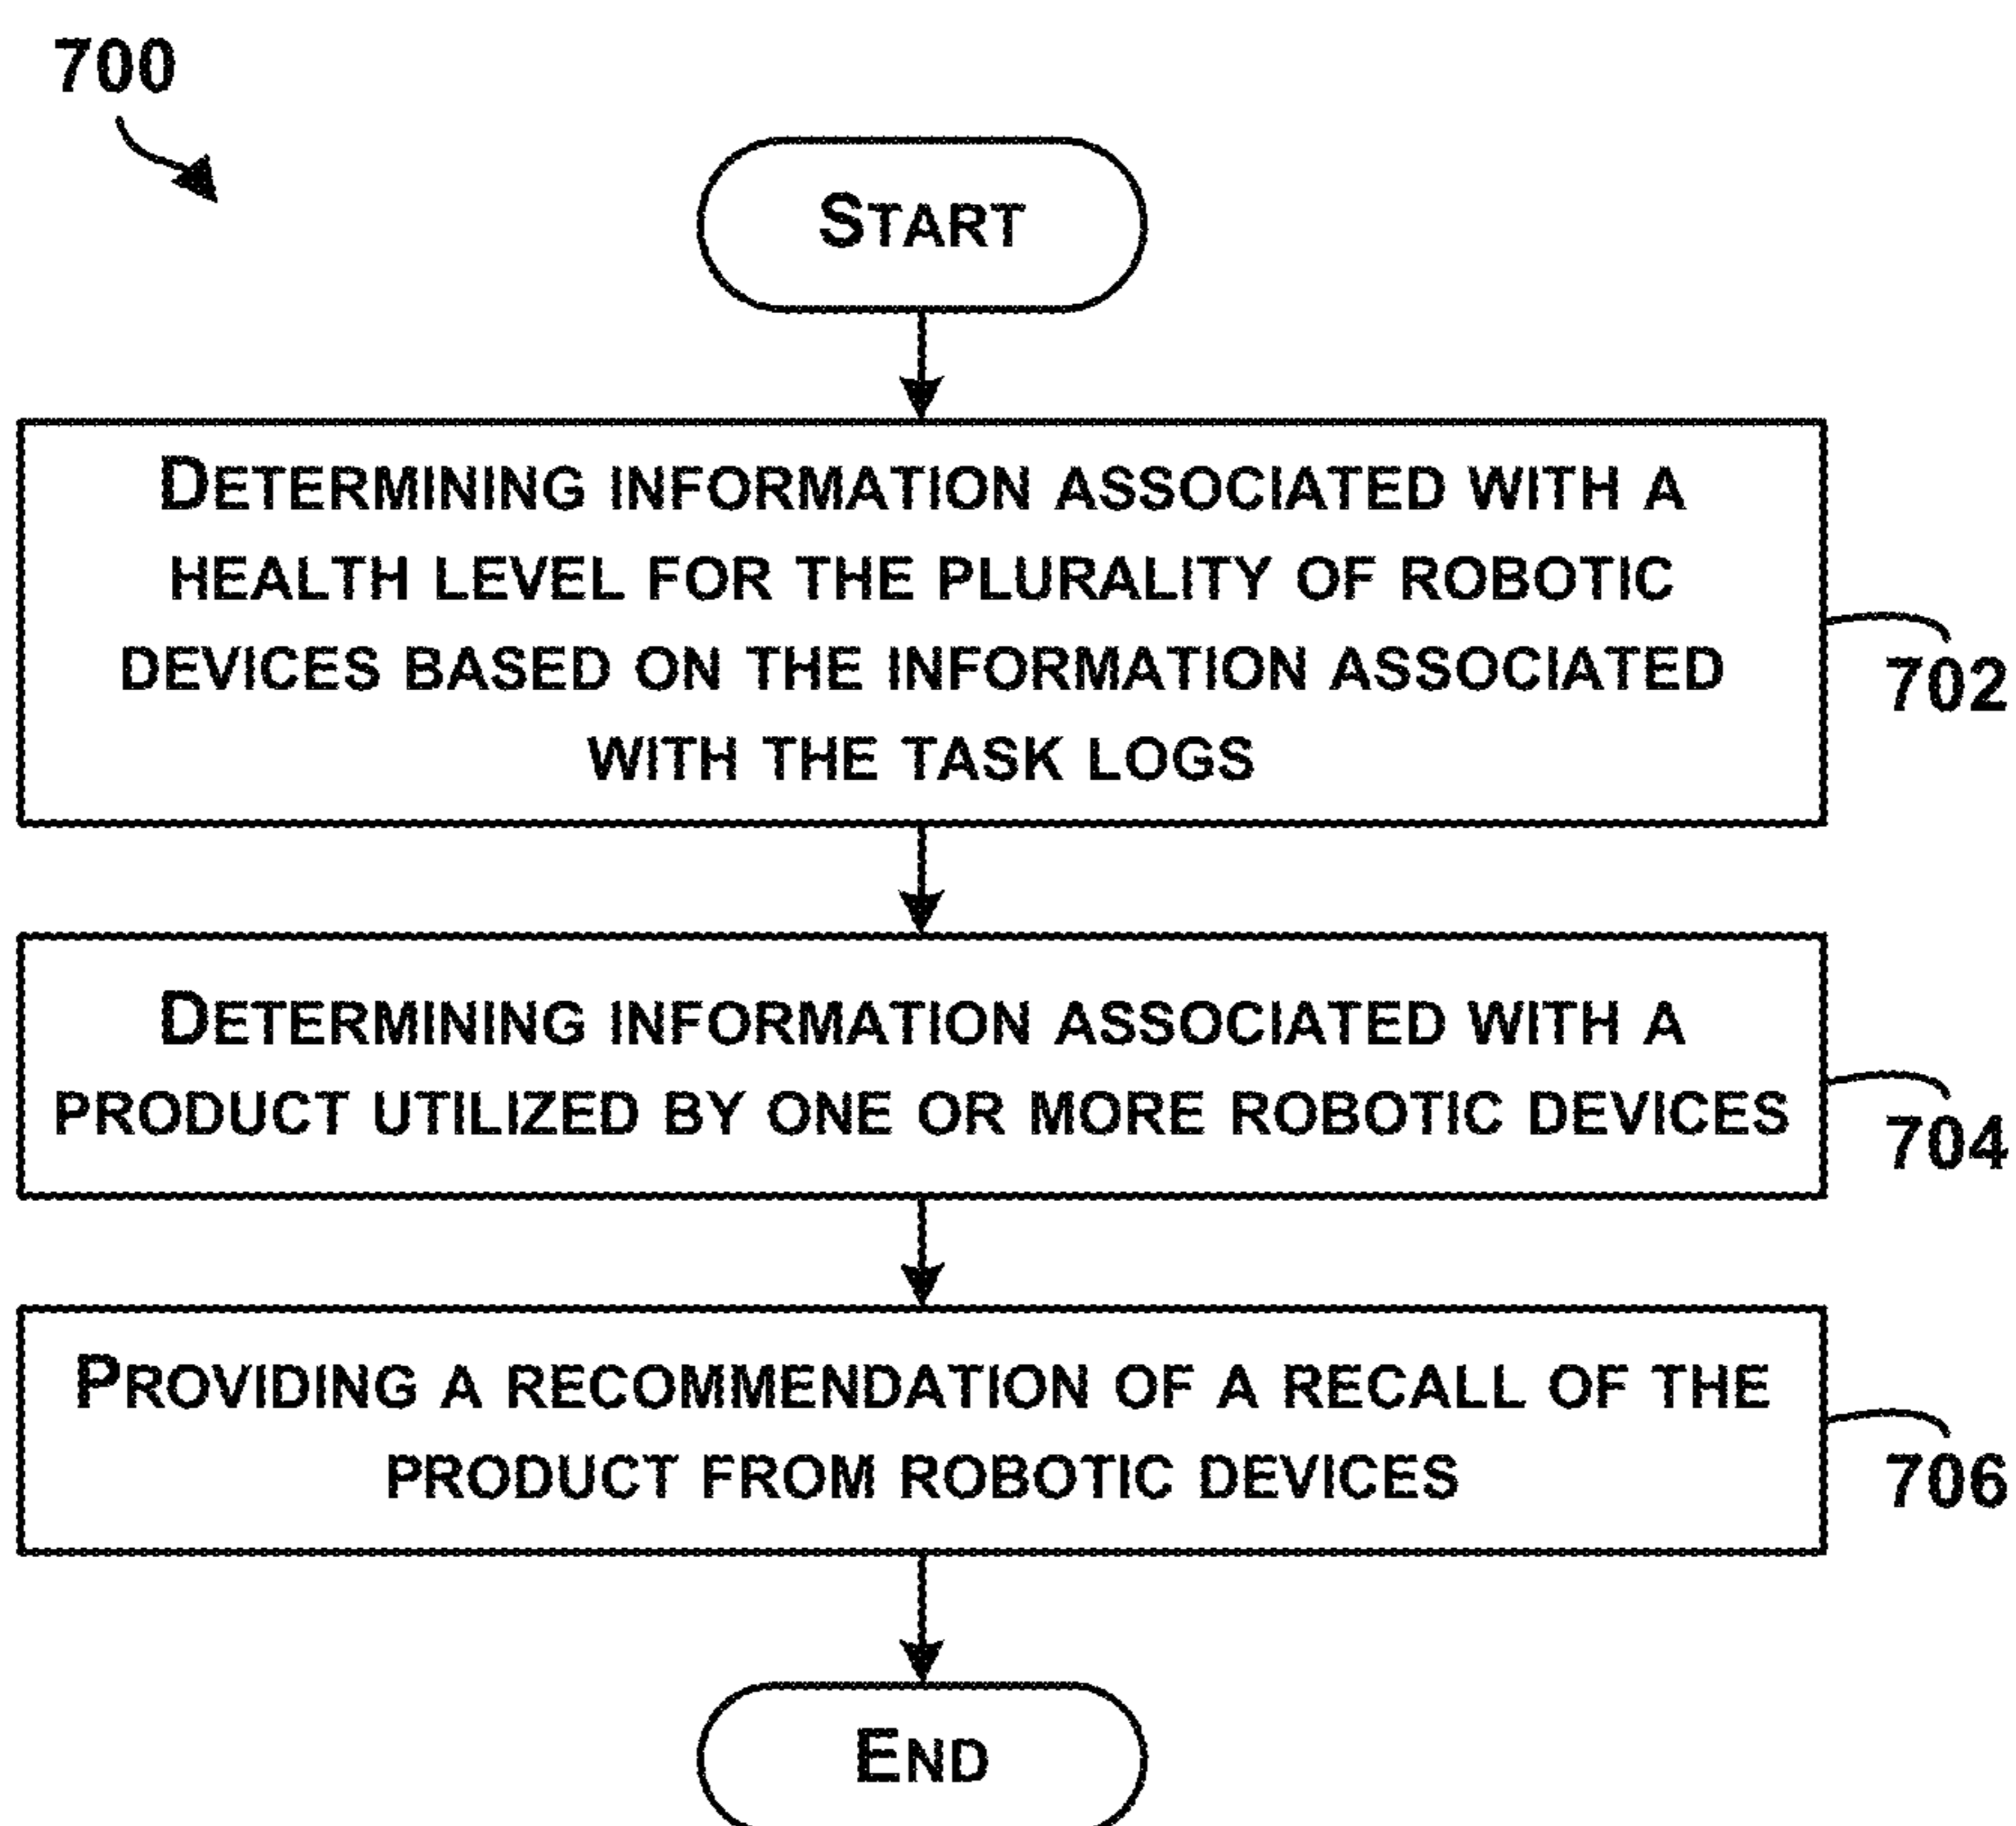 700
START
DETERMINING INFORMATION ASSOCIATED WITH A
HEALTH LEVEL FOR THE PLURALITY OF ROBOTIC
DEVICES BASED ON THE INFORMATION ASSOCIATED
WITH THE TASK LOGS
702
DETERMINING INFORMATION ASSOCIATED WITH A
PRODUCT UTILIZED BY ONE OR MORE ROBOTIC DEVICES
704
PROVIDING A RECOMMENDATION OF A RECALL OF THE
PRODUCT FROM ROBOTIC DEVICES
706
END